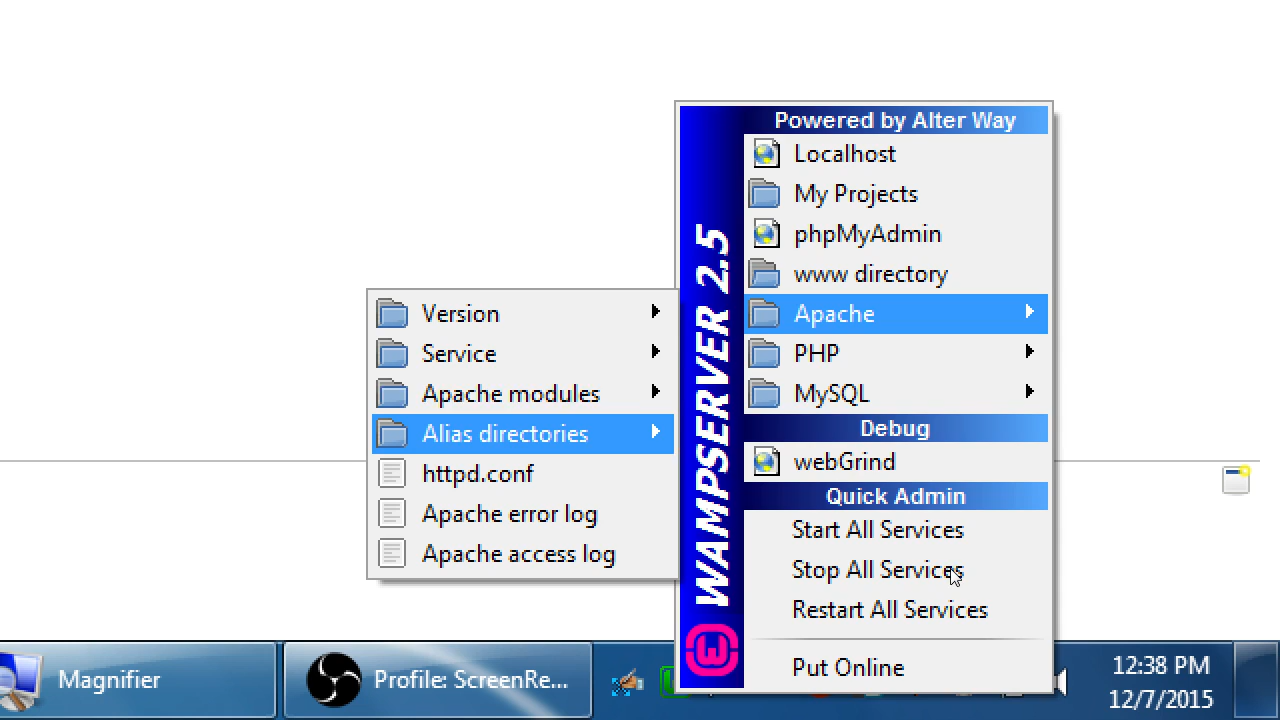 Powered by Alter Way
Localhost
My Projects
phpMyAdmin
www directory
Apache
PHP
MySQL
Debug
webGrind
Quick Admin
Start All Services
Stop All Services
Restart All Services
Put Online
WAMPSERVER 2.5
Version
Service
Apache modules
Alias directories
httpd.conf
Apache error log
Apache access log
Magnifier
Profile: ScreenRe...
12:38 PM
12/7/2015